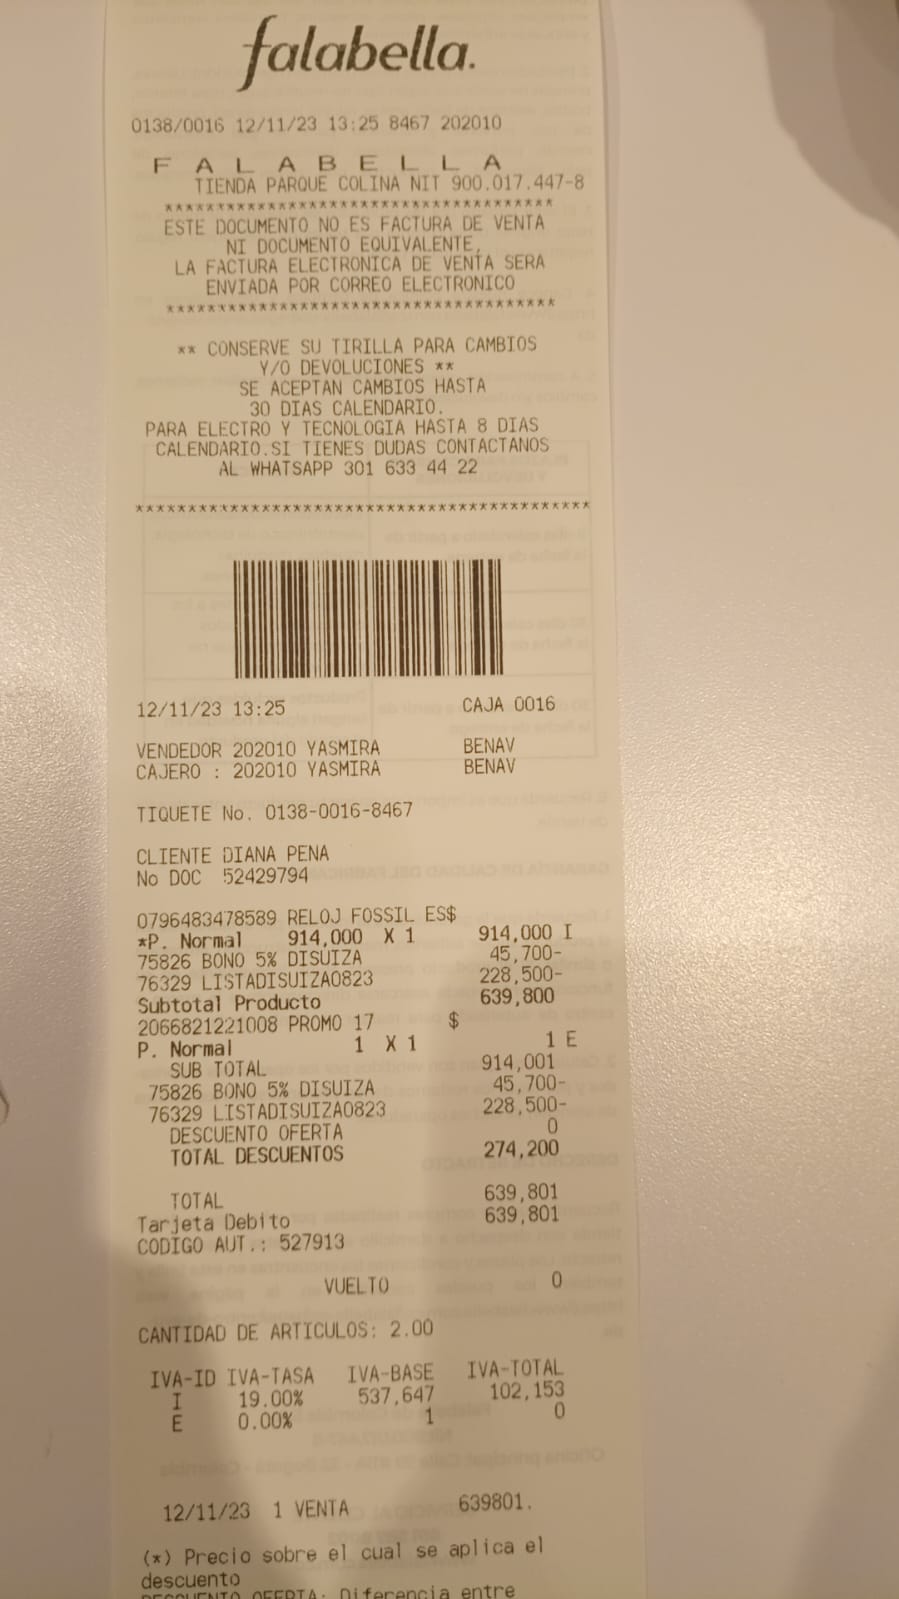 falabella.
0138/0016 12/11/23 13:25 8467 202010
F A L A B E L L A
TIENDA PARQUE COLINA NIT 900.017.447-8
***************************************
ESTE DOCUMENTO NO ES FACTURA DE VENTA
NI DOCUMENTO EQUIVALENTE,
LA FACTURA ELECTRONICA DE VENTA SERA
ENVIADA POR CORREO ELECTRONICO
***************************************
** CONSERVE SU TIRILLA PARA CAMBIOS
Y/O DEVOLUCIONES **
SE ACEPTAN CAMBIOS HASTA
30 DIAS CALENDARIO.
PARA ELECTRO Y TECNOLOGIA HASTA 8 DIAS
CALENDARIO.SI TIENES DUDAS CONTACTANOS
AL WHATSAPP 301 633 44 22
********************************************
12/11/23 13:25 CAJA 0016
VENDEDOR 202010 YASMIRA BENAV
CAJERO : 202010 YASMIRA BENAV
TIQUETE No. 0138-0016-8467
CLIENTE DIANA PENA
No DOC 52429794
0796483478589 RELOJ FOSSIL ES$
*P. Normal 914,000 X 1 914,000 I
75826 BONO 5% DISUIZA 45,700-
76329 LISTADISUIZA0823 228,500-
Subtotal Producto 639,800
2066821221008 PROMO 17 $
P. Normal 1 X 1 1 E
SUB TOTAL 914,001
75826 BONO 5% DISUIZA 45,700-
76329 LISTADISUIZA0823 228,500-
DESCUENTO OFERTA 0
TOTAL DESCUENTOS 274,200
TOTAL 639,801
Tarjeta Debito 639,801
CODIGO AUT.: 527913
VUELTO 0
CANTIDAD DE ARTICULOS: 2.00
IVA-ID IVA-TASA IVA-BASE IVA-TOTAL
I 19.00% 537,647 102,153
E 0.00% 1 0
12/11/23 1 VENTA 639801.
(*) Precio sobre el cual se aplica el
descuento
DESCUENTO OFERTA: Diferencia entre